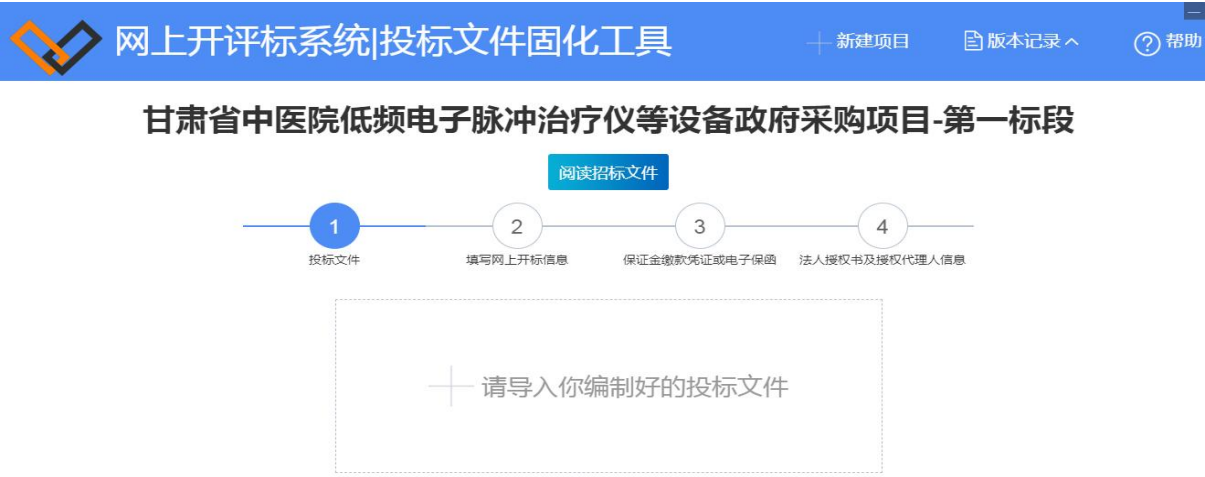 网上开评标系统|投标文件固化工具
新建项目
版本记录
帮助
甘肃省中医院低频电子脉冲治疗仪等设备政府采购项目-第一标段
阅读招标文件
1
2
3
4
投标文件
填写网上开标信息
保证金缴款凭证或电子保函
法人授权书及授权代理人信息
请导入你编制好的投标文件